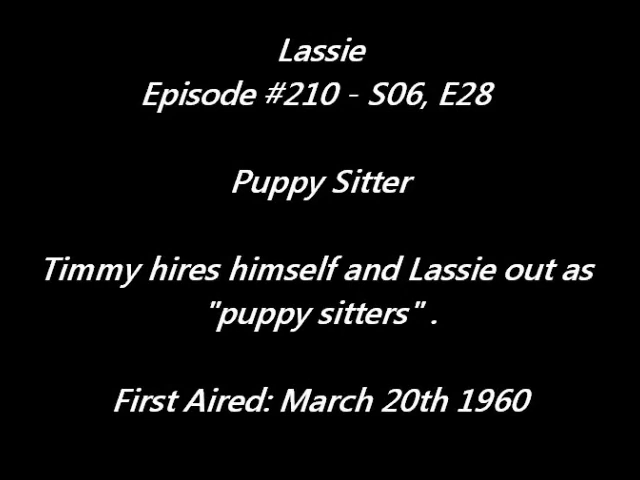 Lassie
Episode #210 - S06, E28
Puppy Sitter
Timmy hires himself and Lassie out as
"puppy sitters" .
First Aired: March 20th 1960